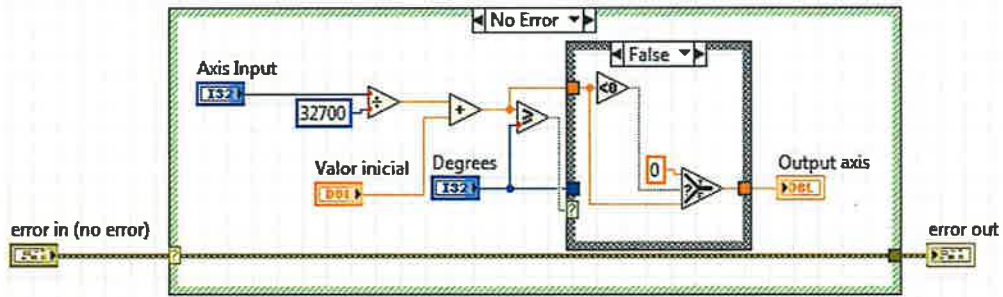 No Error
False
Axis Input
I32
32700
÷
+
≥
<0
Valor inicial
DBL
Degrees
I32
0
?
Output axis
DBL
error in (no error)
?
?
error out